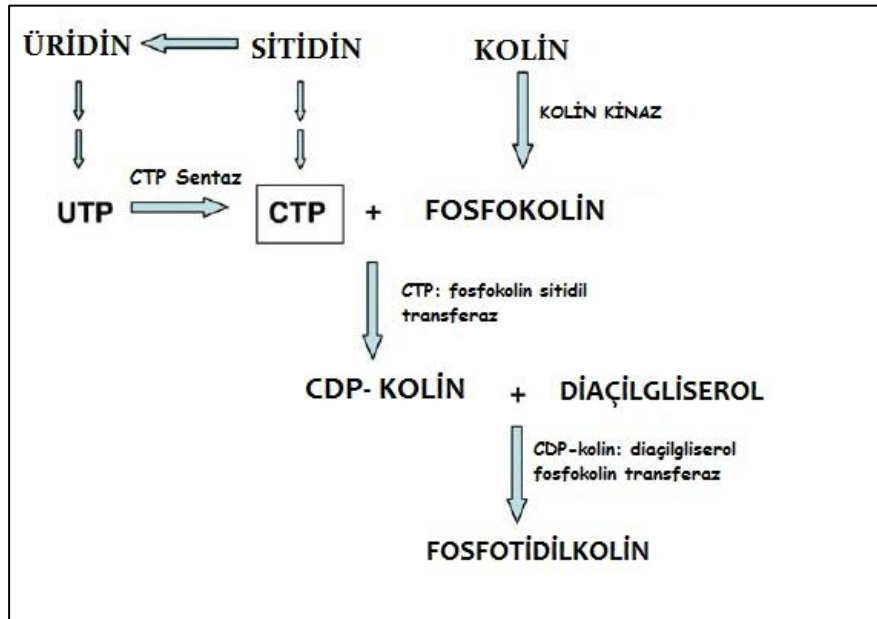 ÜRİDİN SİTİDİN KOLİN
KOLİN KİNAZ
CTP Sentaz
UTP CTP + FOSFOKOLİN
CTP: fosfokolin sitidil
transferaz
CDP- KOLİN + DİAÇİLGLİSEROL
CDP-kolin: diaçilgliserol
fosfokolin transferaz
FOSFOTİDİLKOLİN